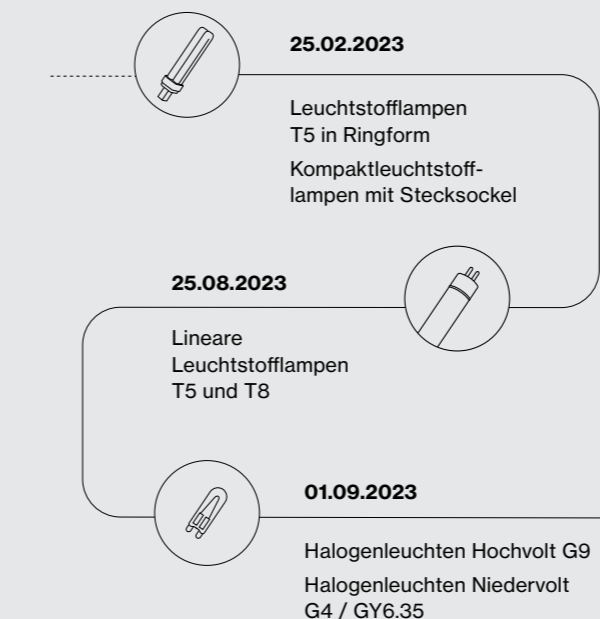 25.02.2023
Leuchtstofflampen
T5 in Ringform
Kompaktleuchtstoff-
lampen mit Stecksockel
25.08.2023
Lineare
Leuchtstofflampen
T5 und T8
01.09.2023
Halogenleuchten Hochvolt G9
Halogenleuchten Niedervolt
G4 / GY6.35